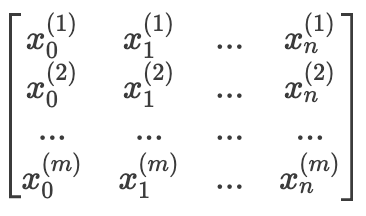 x_0^{(1)} x_1^{(1)} ... x_n^{(1)}
x_0^{(2)} x_1^{(2)} ... x_n^{(2)}
... ... ... ...
x_0^{(m)} x_1^{(m)} ... x_n^{(m)}